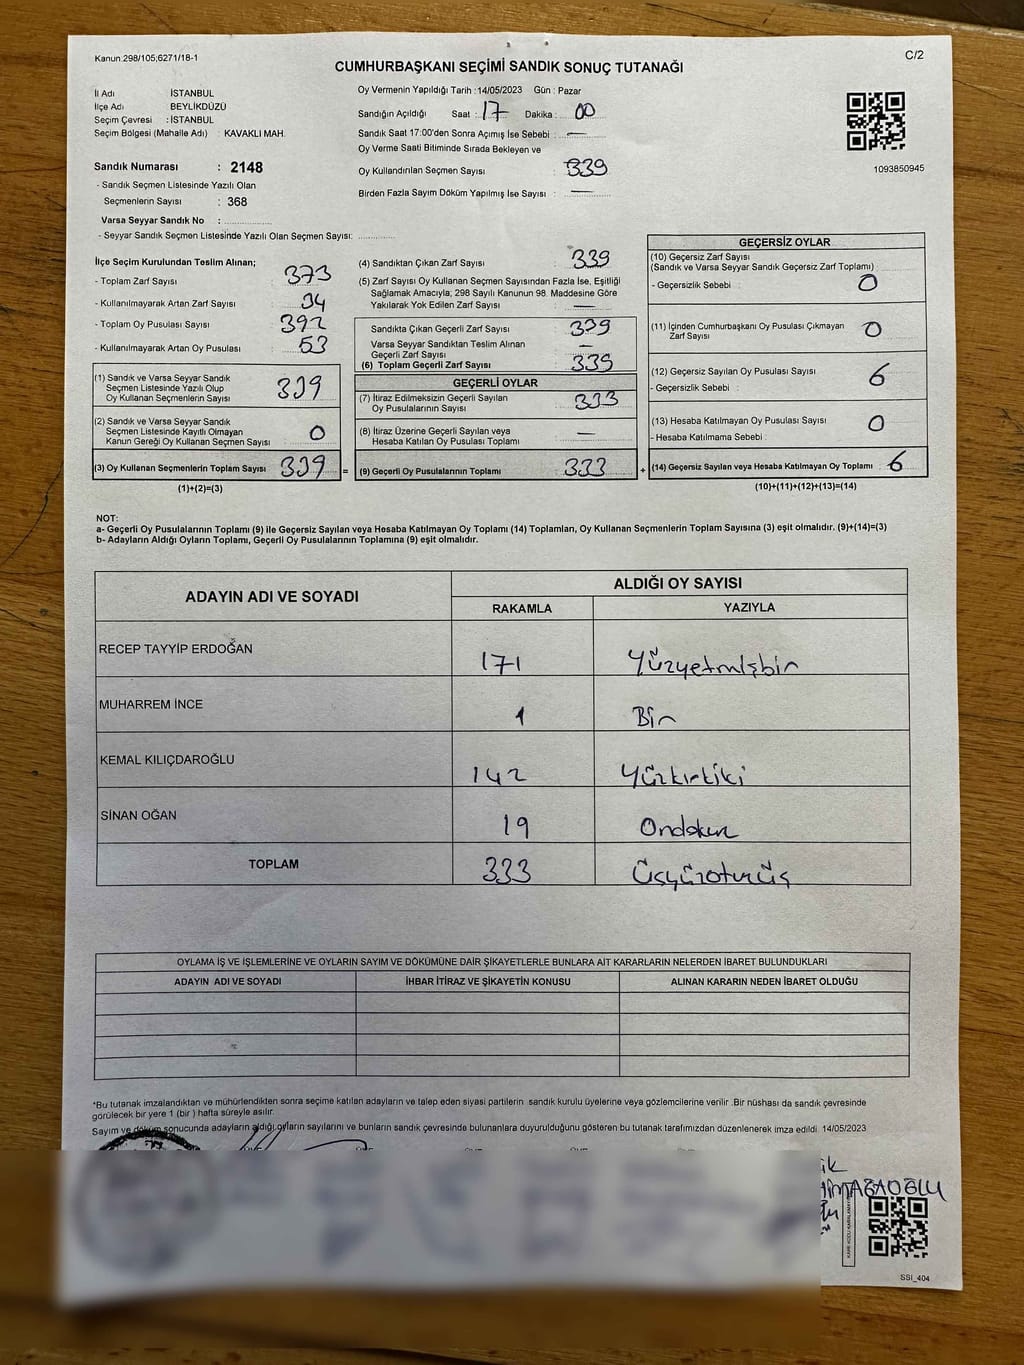 Kanun:298/105;6271/18-1
C/2
CUMHURBAŞKANI SEÇİMİ SANDIK SONUÇ TUTANAĞI
İl Adı : İSTANBUL
İlçe Adı : BEYLİKDÜZÜ
Seçim Çevresi : İSTANBUL
Seçim Bölgesi (Mahalle Adı) : KAVAKLI MAH.
Sandık Numarası : 2148
- Sandık Seçmen Listesinde Yazılı Olan
Seçmenlerin Sayısı : 368
Varsa Seyyar Sandık No :
- Seyyar Sandık Seçmen Listesinde Yazılı Olan Seçmen Sayısı:
Oy Vermenin Yapıldığı Tarih : 14/05/2023 Gün : Pazar
Sandığın Açıldığı Saat : 17 Dakika : 00
Sandık Saat 17:00'den Sonra Açımış İse Sebebi : —
Oy Verme Saati Bitiminde Sırada Bekleyen ve
Oy Kullandırılan Seçmen Sayısı : 339
Birden Fazla Sayım Döküm Yapılmış İse Sayısı : —
1093850945
İlçe Seçim Kurulundan Teslim Alınan;
- Toplam Zarf Sayısı : 373
- Kullanılmayarak Artan Zarf Sayısı : 34
- Toplam Oy Pusulası Sayısı : 392
- Kullanılmayarak Artan Oy Pusulası : 53
(1) Sandık ve Varsa Seyyar Sandık
Seçmen Listesinde Yazılı Olup
Oy Kullanan Seçmenlerin Sayısı : 339
(2) Sandık ve Varsa Seyyar Sandık
Seçmen Listesinde Kayıtlı Olmayan
Kanun Gereği Oy Kullanan Seçmen Sayısı 0
(3) Oy Kullanan Seçmenlerin Toplam Sayısı 339 =
(1)+(2)=(3)
(4) Sandıktan Çıkan Zarf Sayısı : 339
(5) Zarf Sayısı Oy Kullanan Seçmen Sayısından Fazla İse, Eşitliği
Sağlamak Amacıyla; 298 Sayılı Kanunun 98. Maddesine Göre
Yakılarak Yok Edilen Zarf Sayısı : —
Sandıkta Çıkan Geçerli Zarf Sayısı : 339
Varsa Seyyar Sandıktan Teslim Alınan
Geçerli Zarf Sayısı : —
(6) Toplam Geçerli Zarf Sayısı : 339
GEÇERLİ OYLAR
(7) İtiraz Edilmeksizin Geçerli Sayılan
Oy Pusulalarının Sayısı : 333
(8) İtiraz Üzerine Geçerli Sayılan veya
Hesaba Katılan Oy Pusulası Toplamı : —
(9) Geçerli Oy Pusulalarının Toplamı : 333 +
GEÇERSİZ OYLAR
(10) Geçersiz Zarf Sayısı
(Sandık ve Varsa Seyyar Sandık Geçersiz Zarf Toplamı)
- Geçersizlik Sebebi : 0
(11) İçinden Cumhurbaşkanı Oy Pusulası Çıkmayan
Zarf Sayısı : 0
(12) Geçersiz Sayılan Oy Pusulası Sayısı : 6
- Geçersizlik Sebebi :
(13) Hesaba Katılmayan Oy Pusulası Sayısı : 0
- Hesaba Katılmama Sebebi :
(14) Geçersiz Sayılan veya Hesaba Katılmayan Oy Toplamı : 6
(10)+(11)+(12)+(13)=(14)
NOT:
a- Geçerli Oy Pusulalarının Toplamı (9) ile Geçersiz Sayılan veya Hesaba Katılmayan Oy Toplamı (14) Toplamları, Oy Kullanan Seçmenlerin Toplam Sayısına (3) eşit olmalıdır. (9)+(14)=(3)
b- Adayların Aldığı Oyların Toplamı, Geçerli Oy Pusulalarının Toplamına (9) eşit olmalıdır.
ADAYIN ADI VE SOYADI ALDIĞI OY SAYISI
RAKAMLA YAZIYLA
RECEP TAYYİP ERDOĞAN 171 Yüzyetmişbir
MUHARREM İNCE 1 Bir
KEMAL KILIÇDAROĞLU 142 Yüzkırkiki
SİNAN OĞAN 19
TOPLAM 333 Üçyüzotuzüç
OYLAMA İŞ VE İŞLEMLERİNE VE OYLARIN SAYIM VE DÖKÜMÜNE DAİR ŞİKAYETLERLE BUNLARA AİT KARARLARIN NELERDEN İBARET BULUNDUKLARI
ADAYIN ADI VE SOYADI İHBAR İTİRAZ VE ŞİKAYETİN KONUSU ALINAN KARARIN NEDEN İBARET OLDUĞU
*Bu tutanak imzalandıktan ve mühürlendikten sonra seçime katılan adayların ve talep eden siyasi partilerin sandık kurulu üyelerine veya gözlemcilerine verilir .Bir nüshası da sandık çevresinde
görülecek bir yere 1 (bir ) hafta süreyle asılır.
Sayım ve döküm sonucunda adayların aldığı oyların sayılarını ve bunların sandık çevresinde bulunanlara duyurulduğunu gösteren bu tutanak tarafımızdan düzenlenerek imza edildi. 14/05/2023
SSI_404